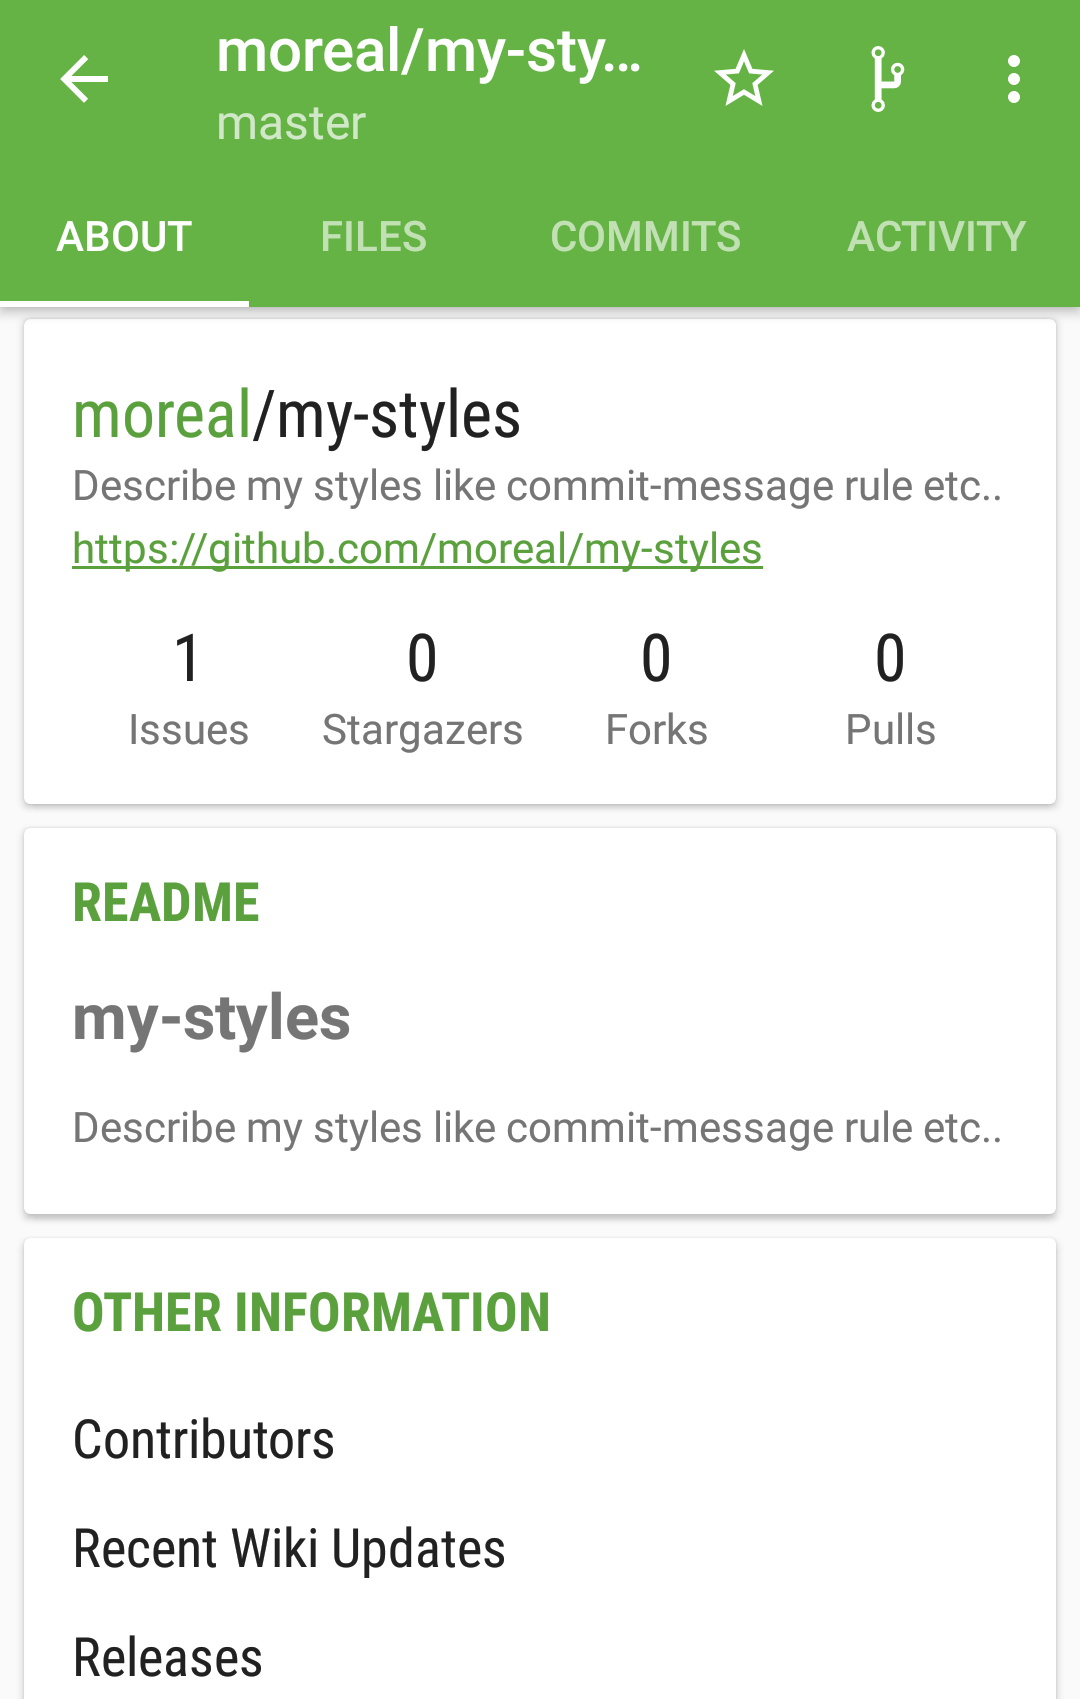 moreal/my-sty...
master
ABOUT FILES COMMITS ACTIVITY
moreal/my-styles
Describe my styles like commit-message rule etc..
https://github.com/moreal/my-styles
1 0 0 0
Issues Stargazers Forks Pulls
README
my-styles
Describe my styles like commit-message rule etc..
OTHER INFORMATION
Contributors
Recent Wiki Updates
Releases